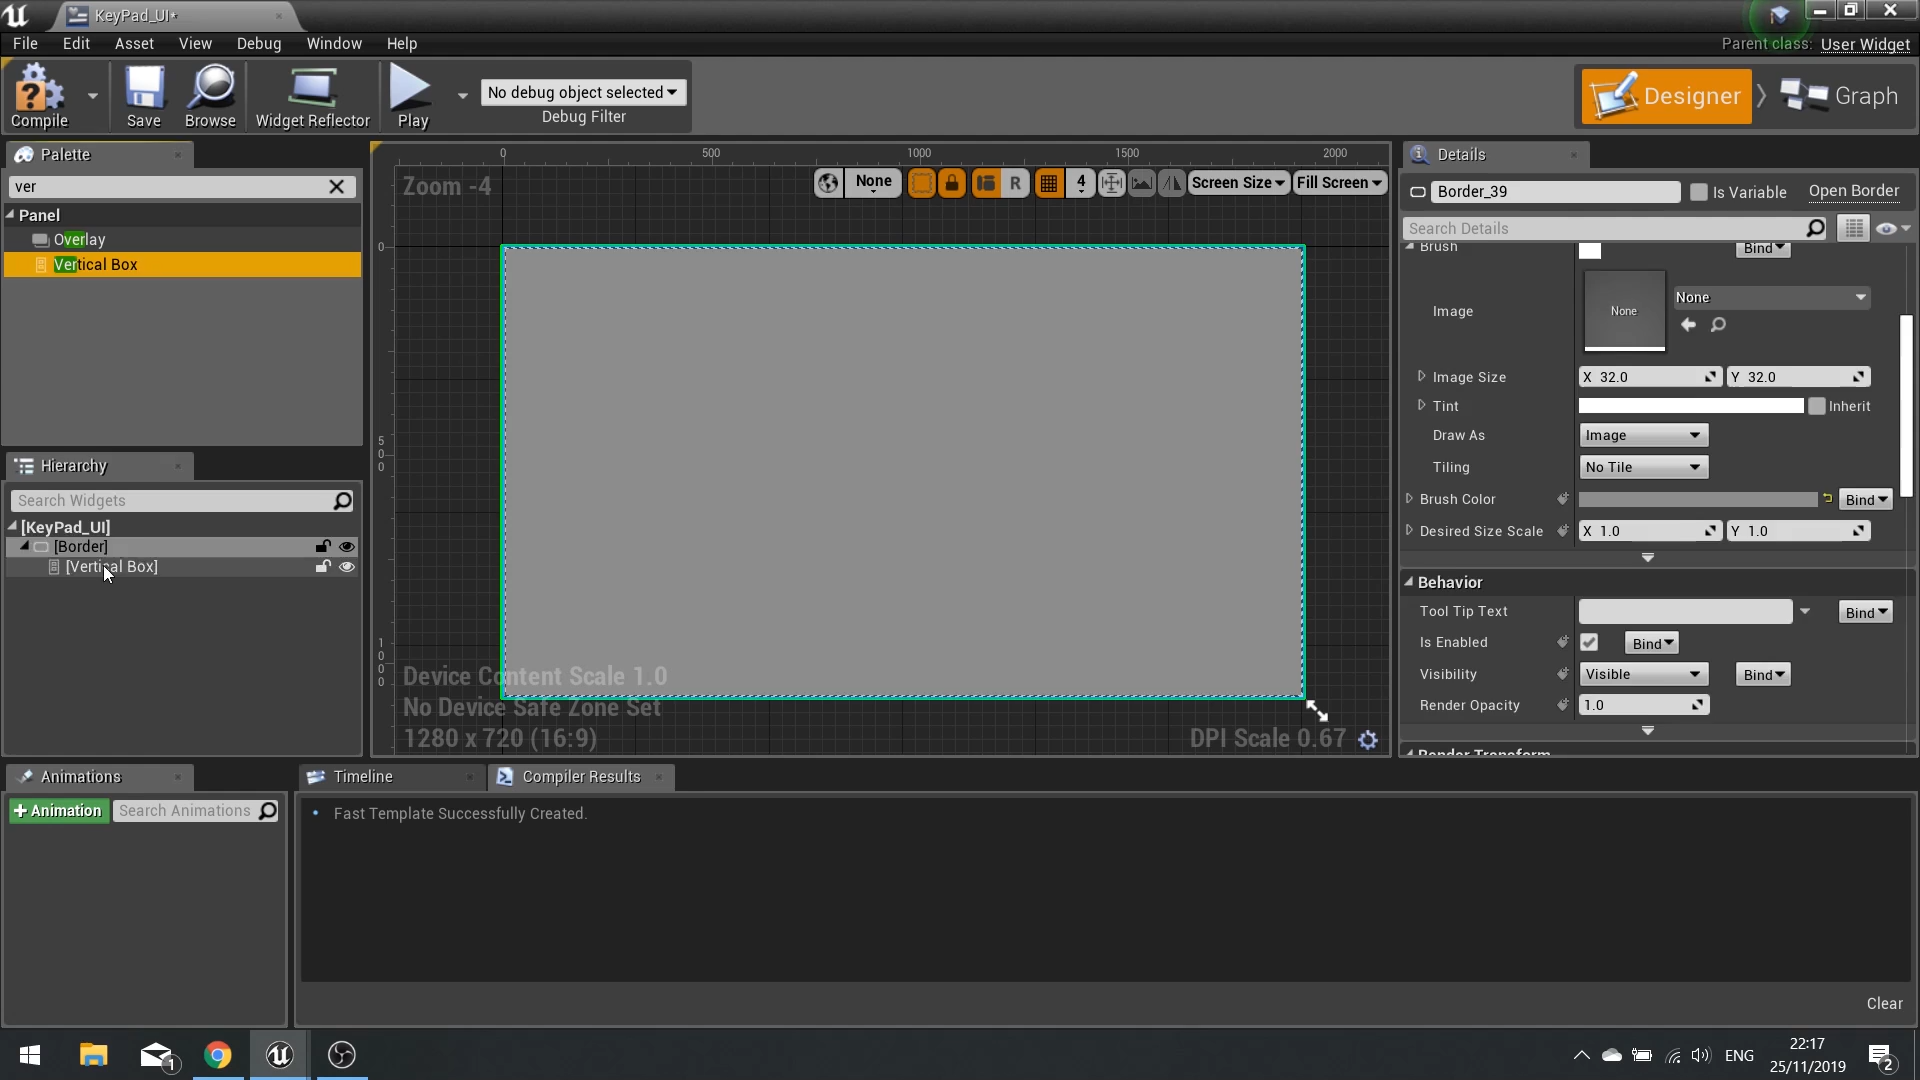 KeyPad_UI*
File Edit Asset View Debug Window Help
Parent class: User Widget
Compile Save Browse Widget Reflector Play
No debug object selected
Debug Filter
Designer Graph
Palette
ver
Panel
Overlay
Vertical Box
Hierarchy
Search Widgets
[KeyPad_UI]
[Border]
[Vertical Box]
0 500 1000 1500 2000
Zoom -4
None R 4 Screen Size Fill Screen
0
500
1000
Device Content Scale 1.0
No Device Safe Zone Set
1280 x 720 (16:9)
DPI Scale 0.67
Details
Border_39 Is Variable Open Border
Search Details
Brush Bind
Image None None
Image Size X 32.0 Y 32.0
Tint Inherit
Draw As Image
Tiling No Tile
Brush Color Bind
Desired Size Scale X 1.0 Y 1.0
Behavior
Tool Tip Text Bind
Is Enabled Bind
Visibility Visible Bind
Render Opacity 1.0
Render Transform
Animations
+ Animation Search Animations
Timeline Compiler Results
• Fast Template Successfully Created.
Clear
1
ENG
22:17
25/11/2019
2